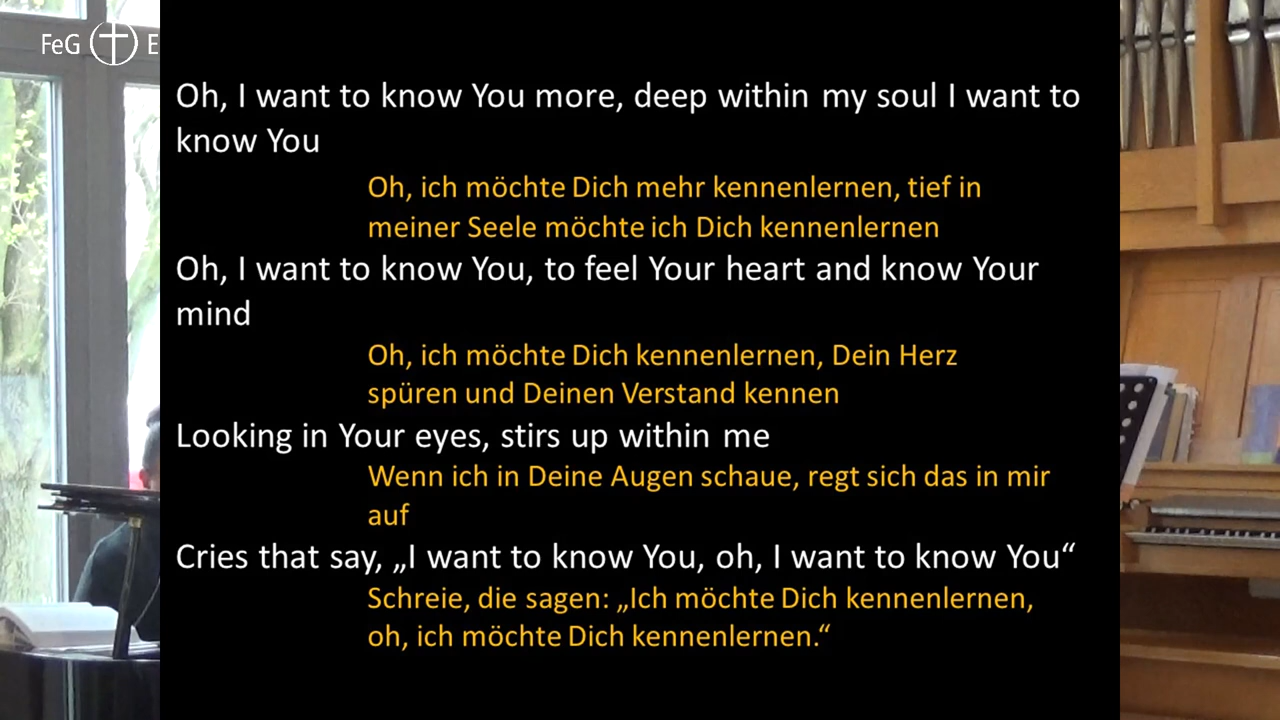 FeG E
Oh, I want to know You more, deep within my soul I want to
know You
Oh, ich möchte Dich mehr kennenlernen, tief in
meiner Seele möchte ich Dich kennenlernen
Oh, I want to know You, to feel Your heart and know Your
mind
Oh, ich möchte Dich kennenlernen, Dein Herz
spüren und Deinen Verstand kennen
Looking in Your eyes, stirs up within me
Wenn ich in Deine Augen schaue, regt sich das in mir
auf
Cries that say, „I want to know You, oh, I want to know You“
Schreie, die sagen: „Ich möchte Dich kennenlernen,
oh, ich möchte Dich kennenlernen.“